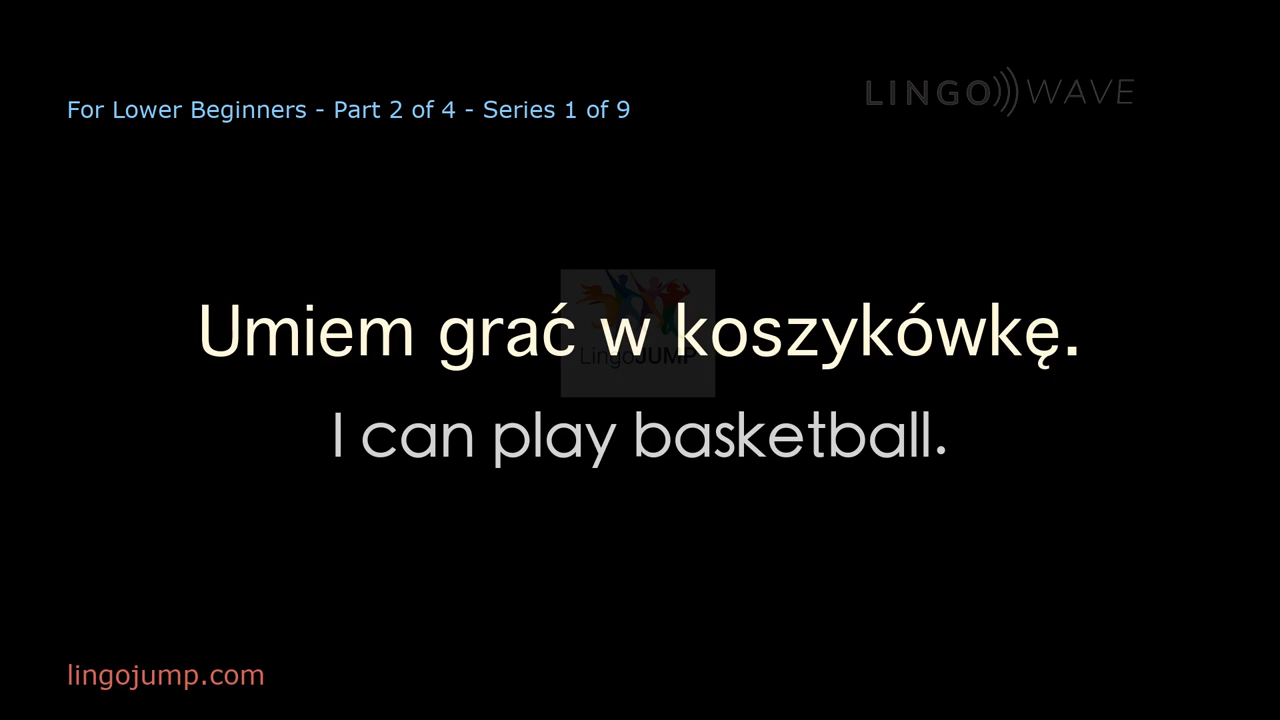 For Lower Beginners - Part 2 of 4 - Series 1 of 9
LINGO WAVE
Umiem grać w koszykówkę.
LingoJUMP
I can play basketball.
lingojump.com